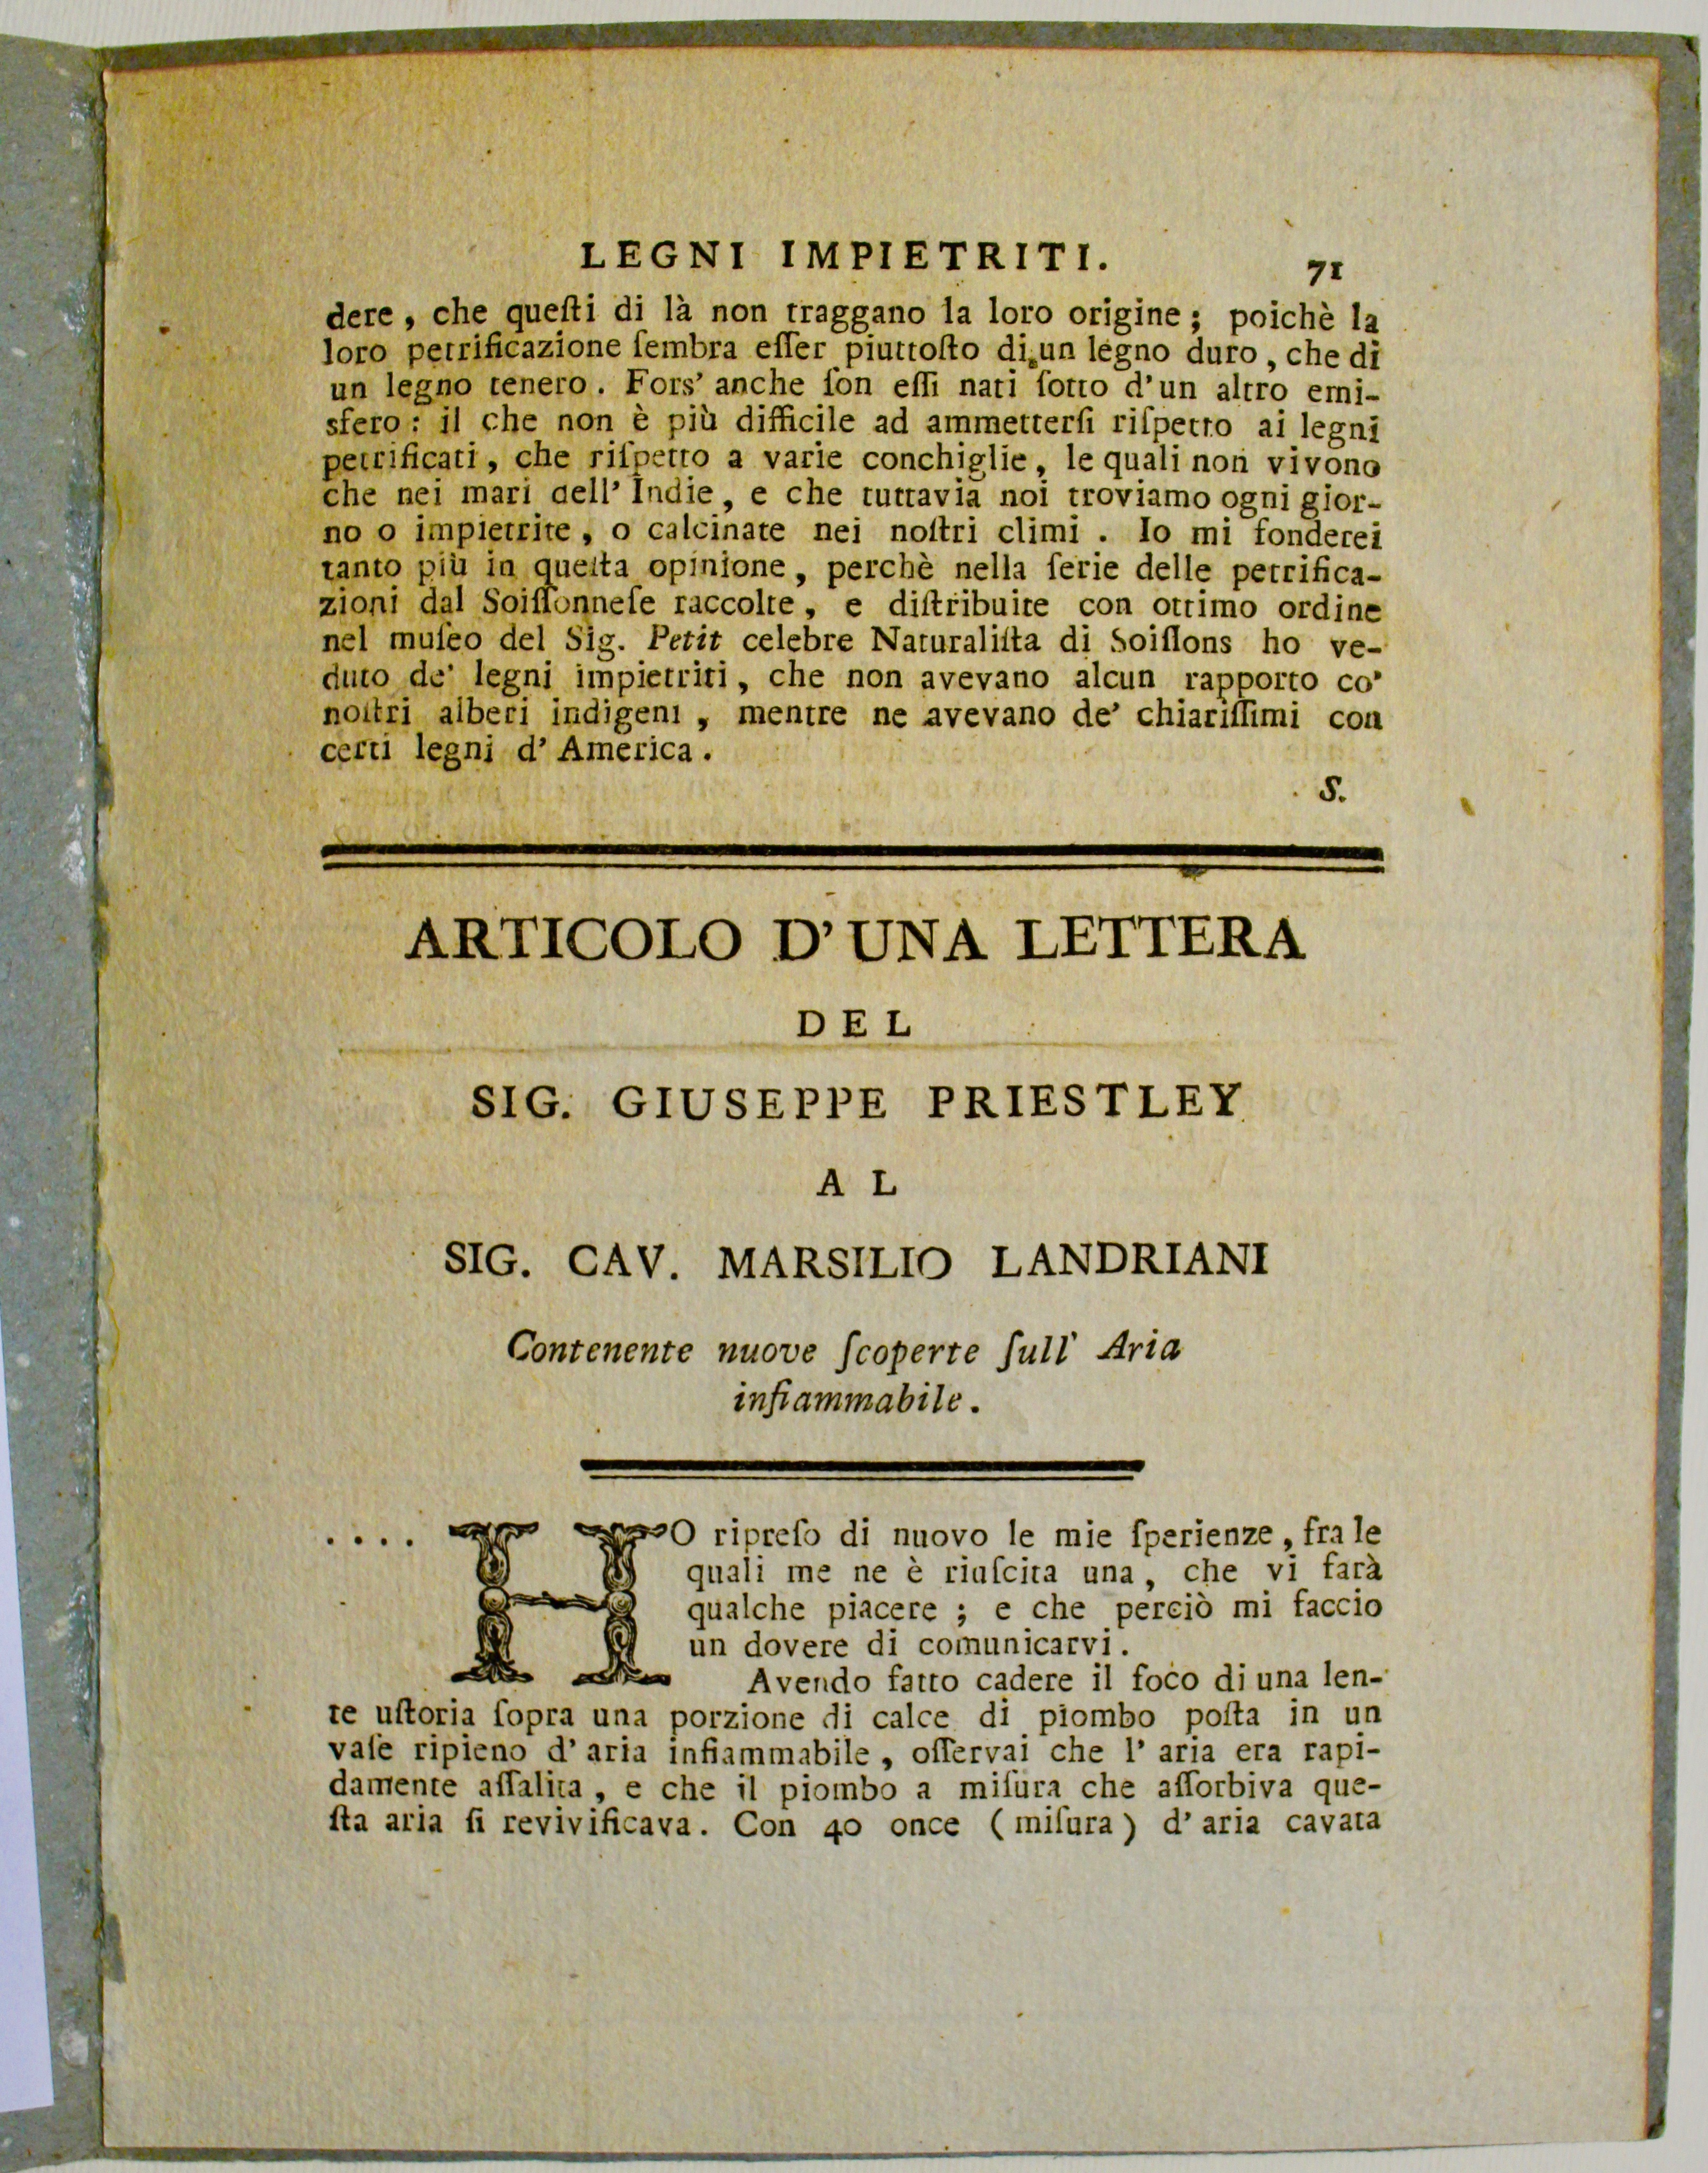 LEGNI IMPIETRITI. 71
dere, che queſti di là non traggano la loro origine; poichè la
loro petrificazione ſembra eſſer piuttoſto di un legno duro, che di
un legno tenero. Fors' anche ſon eſſi nati ſotto d' un altro emi-
sfero: il che non è più difficile ad ammetterſi riſpetto ai legni
petrificati, che riſpetto a varie conchiglie, le quali non vivono
che nei mari dell' Indie, e che tuttavia noi troviamo ogni gior-
no o impietrite, o calcinate nei noſtri climi. Io mi fonderei
tanto più in queſta opinione, perchè nella ſerie delle petrifica-
zioni dal Soiſſonneſe raccolte, e diſtribuite con ottimo ordine
nel muſeo del Sig. Petit celebre Naturaliſta di Soiſſons ho ve-
duto de' legni impietriti, che non avevano alcun rapporto co'
noſtri alberi indigeni, mentre ne avevano de' chiariſſimi con
certi legni d' America.
S.
ARTICOLO D' UNA LETTERA
DEL
SIG. GIUSEPPE PRIESTLEY
AL
SIG. CAV. MARSILIO LANDRIANI
Contenente nuove ſcoperte ſull' Aria
infiammabile.
.... HO ripreſo di nuovo le mie ſperienze, fra le
quali me ne è riuſcita una, che vi farà
qualche piacere; e che perciò mi faccio
un dovere di comunicarvi.
Avendo fatto cadere il foco di una len-
te uſtoria ſopra una porzione di calce di piombo poſta in un
vaſe ripieno d' aria infiammabile, oſſervai che l' aria era rapi-
damente aſſalita, e che il piombo a miſura che aſſorbiva que-
ſta aria ſi revivificava. Con 40 once (miſura) d' aria cavata